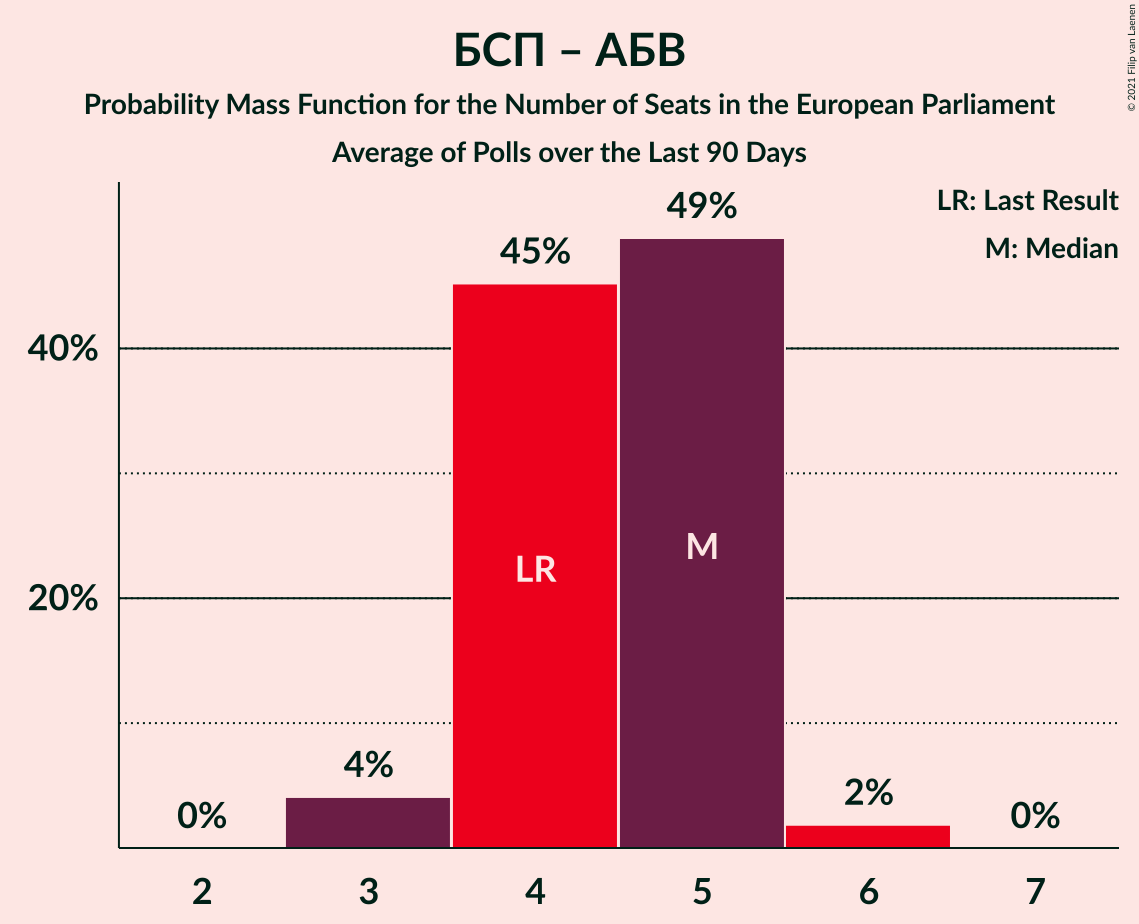 БСП – АБВ
Probability Mass Function for the Number of Seats in the European Parliament
Average of Polls over the Last 90 Days
© 2021 Filip van Laenen
LR: Last Result
M: Median
49%
45%
40%
LR
M
20%
4%
2%
0%
0%
2
3
4
5
6
7